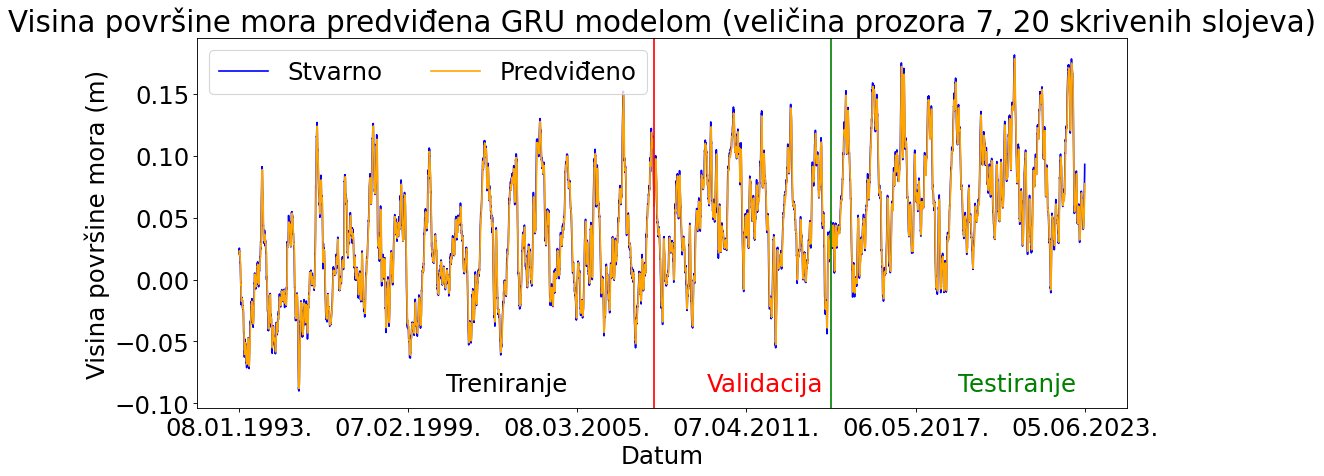 Visina površine mora predviđena GRU modelom (veličina prozora 7, 20 skrivenih slojeva)
Stvarno
Predviđeno
Visina površine mora (m)
0.15
0.10
0.05
0.00
−0.05
−0.10
Treniranje
Validacija
Testiranje
08.01.1993.
07.02.1999.
08.03.2005.
07.04.2011.
06.05.2017.
05.06.2023.
Datum